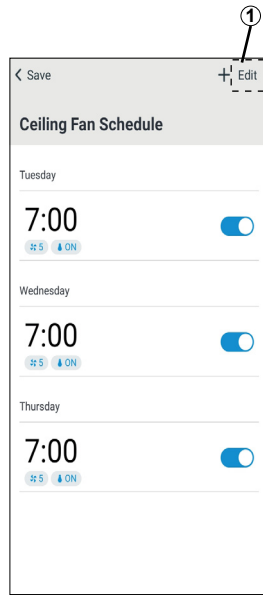 1
Save
+ Edit
Ceiling Fan Schedule
Tuesday
7:00
5 ON
Wednesday
7:00
5 ON
Thursday
7:00
5 ON